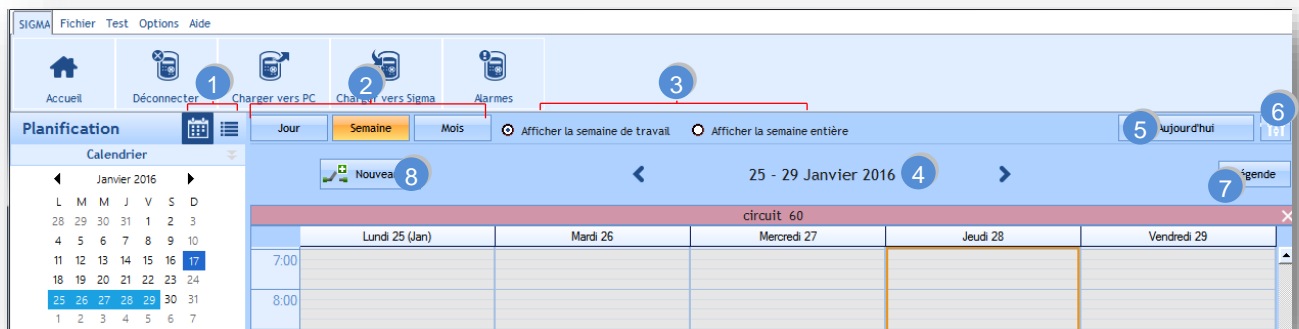 SIGMA Fichier Test Options Aide
Accueil Déconnecter Charger vers PC Charger vers Sigma Alarmes
1 2 3 6
Planification Jour Semaine Mois Afficher la semaine de travail Afficher la semaine entière 5 Aujourd'hui
Calendrier
Janvier 2016 8 25 - 29 Janvier 2016 4 7
L M M J V S D
28 29 30 31 1 2 3
circuit 60
4 5 6 7 8 9 10
Lundi 25 (Jan) Mardi 26 Mercredi 27 Jeudi 28 Vendredi 29
11 12 13 14 15 16 17
7:00
18 19 20 21 22 23 24
25 26 27 28 29 30 31
8:00
1 2 3 4 5 6 7